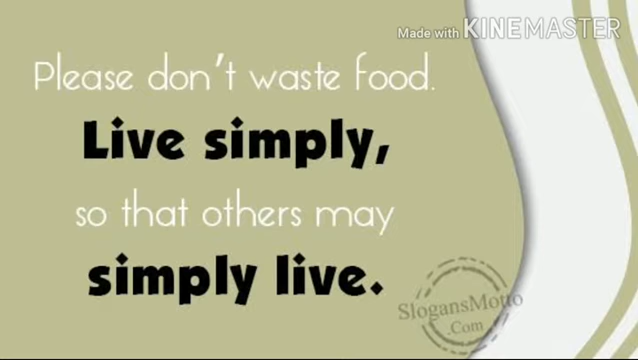 Made with KINEMASTER
Please don't waste food.
Live simply,
so that others may
simply live.
SlogansMotto
.Com